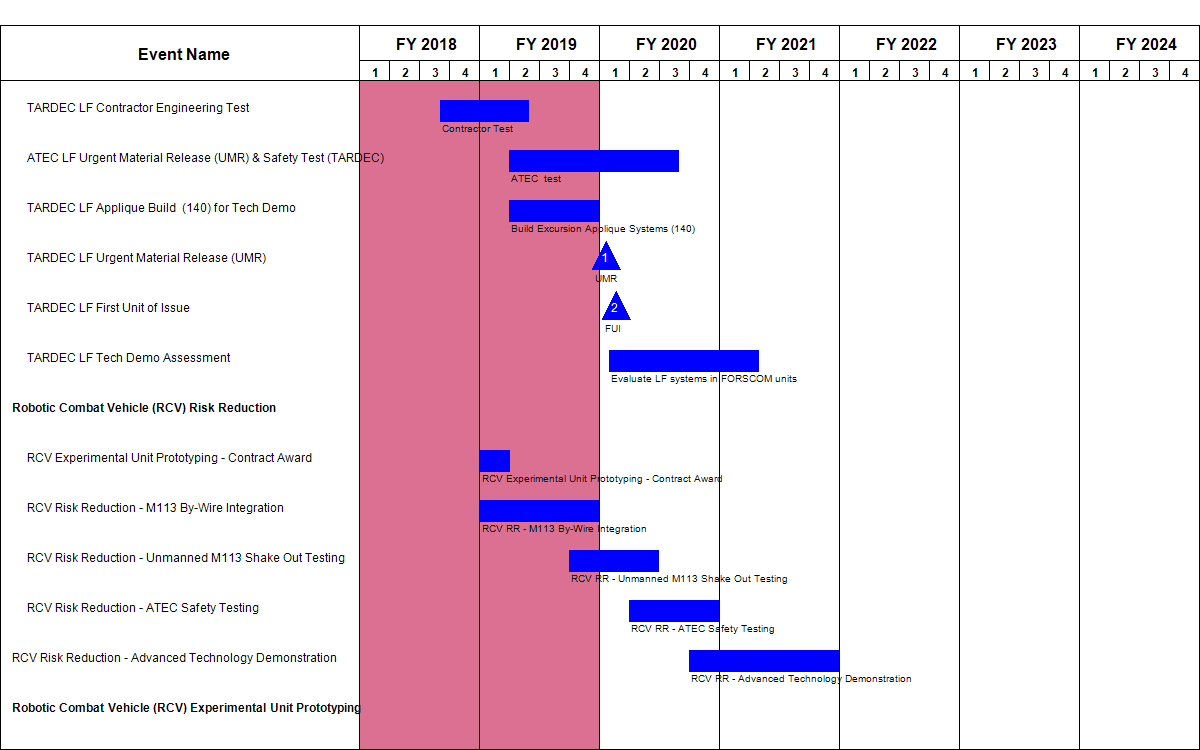 Event Name
FY 2018 FY 2019 FY 2020 FY 2021 FY 2022 FY 2023 FY 2024
1 2 3 4 1 2 3 4 1 2 3 4 1 2 3 4 1 2 3 4 1 2 3 4 1 2 3 4
TARDEC LF Contractor Engineering Test
Contractor Test
ATEC LF Urgent Material Release (UMR) & Safety Test (TARDEC)
ATEC test
TARDEC LF Applique Build (140) for Tech Demo
Build Excursion Applique Systems (140)
TARDEC LF Urgent Material Release (UMR)
1
UMR
TARDEC LF First Unit of Issue
2
FUI
TARDEC LF Tech Demo Assessment
Evaluate LF systems in FORSCOM units
Robotic Combat Vehicle (RCV) Risk Reduction
RCV Experimental Unit Prototyping - Contract Award
RCV Experimental Unit Prototyping - Contract Award
RCV Risk Reduction - M113 By-Wire Integration
RCV RR - M113 By-Wire Integration
RCV Risk Reduction - Unmanned M113 Shake Out Testing
RCV RR - Unmanned M113 Shake Out Testing
RCV Risk Reduction - ATEC Safety Testing
RCV RR - ATEC Safety Testing
RCV Risk Reduction - Advanced Technology Demonstration
RCV RR - Advanced Technology Demonstration
Robotic Combat Vehicle (RCV) Experimental Unit Prototyping